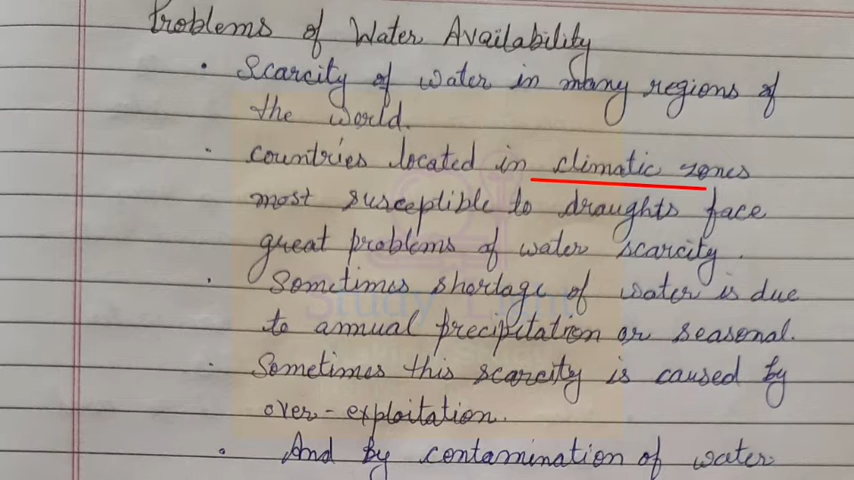 Problems of Water Availability
• Scarcity of water in many regions of
the world.
• countries located in climatic zones
most susceptible to draughts face
great problems of water scarcity.
• Sometimes shortage of water is due
to annual precipitation or seasonal.
• Sometimes this scarcity is caused by
over-exploitation.
• And by contamination of water
Study